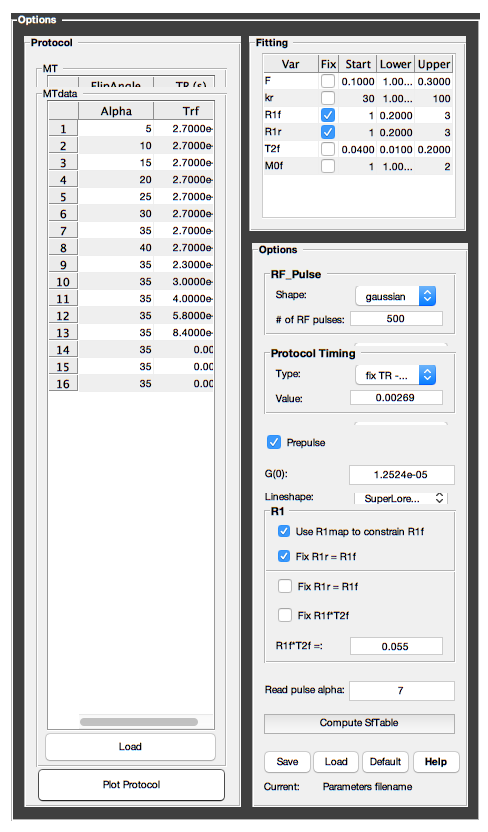 Options
Protocol
MT
FlipAngle TR (s)
MTdata
Alpha Trf
1 5 2.7000e-
2 10 2.7000e-
3 15 2.7000e-
4 20 2.7000e-
5 25 2.7000e-
6 30 2.7000e-
7 35 2.7000e-
8 40 2.7000e-
9 35 2.3000e-
10 35 3.0000e-
11 35 4.0000e-
12 35 5.8000e-
13 35 8.4000e-
14 35 0.00
15 35 0.00
16 35 0.00
Load
Plot Protocol
Fitting
Var Fix Start Lower Upper
F 0.1000 1.00... 0.3000
kr 30 1.00... 100
R1f 1 0.2000 3
R1r 1 0.2000 3
T2f 0.0400 0.0100 0.2000
M0f 1 1.00... 2
Options
RF_Pulse
Shape: gaussian
# of RF pulses: 500
Protocol Timing
Type: fix TR -...
Value: 0.00269
Prepulse
G(0): 1.2524e-05
Lineshape: SuperLore...
R1
Use R1map to constrain R1f
Fix R1r = R1f
Fix R1r = R1f
Fix R1f*T2f
R1f*T2f =: 0.055
Read pulse alpha: 7
Compute SfTable
Save Load Default Help
Current: Parameters filename